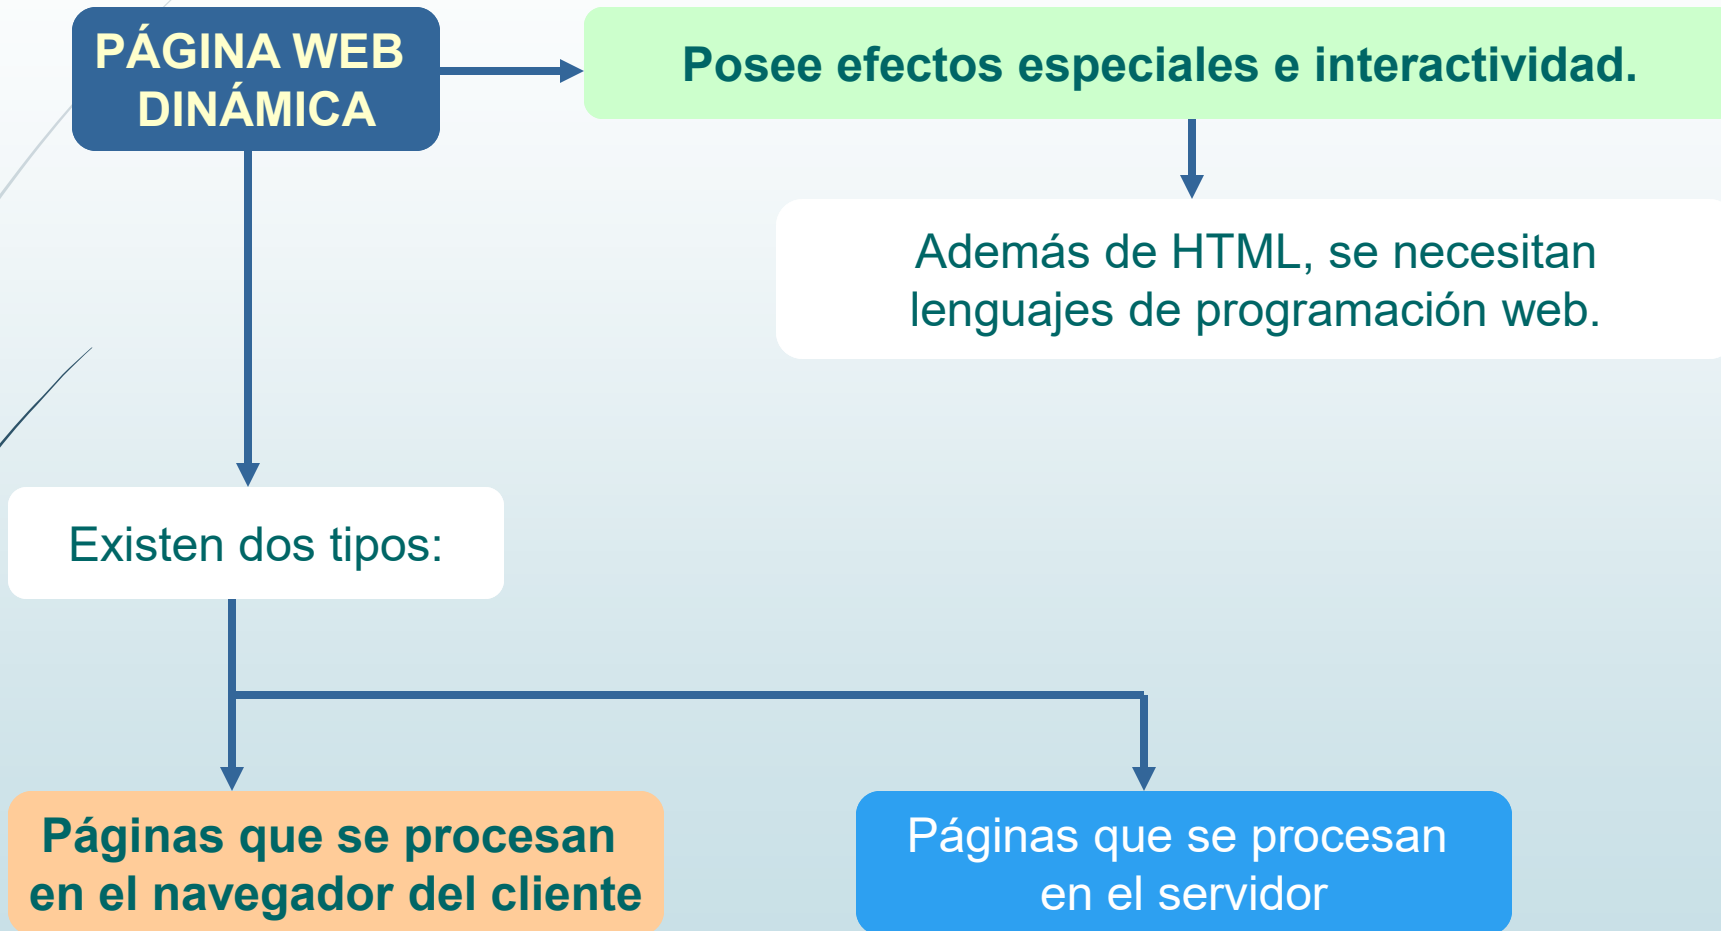 PÁGINA WEB
DINÁMICA
Posee efectos especiales e interactividad.
Además de HTML, se necesitan
lenguajes de programación web.
Existen dos tipos:
Páginas que se procesan
en el navegador del cliente
Páginas que se procesan
en el servidor